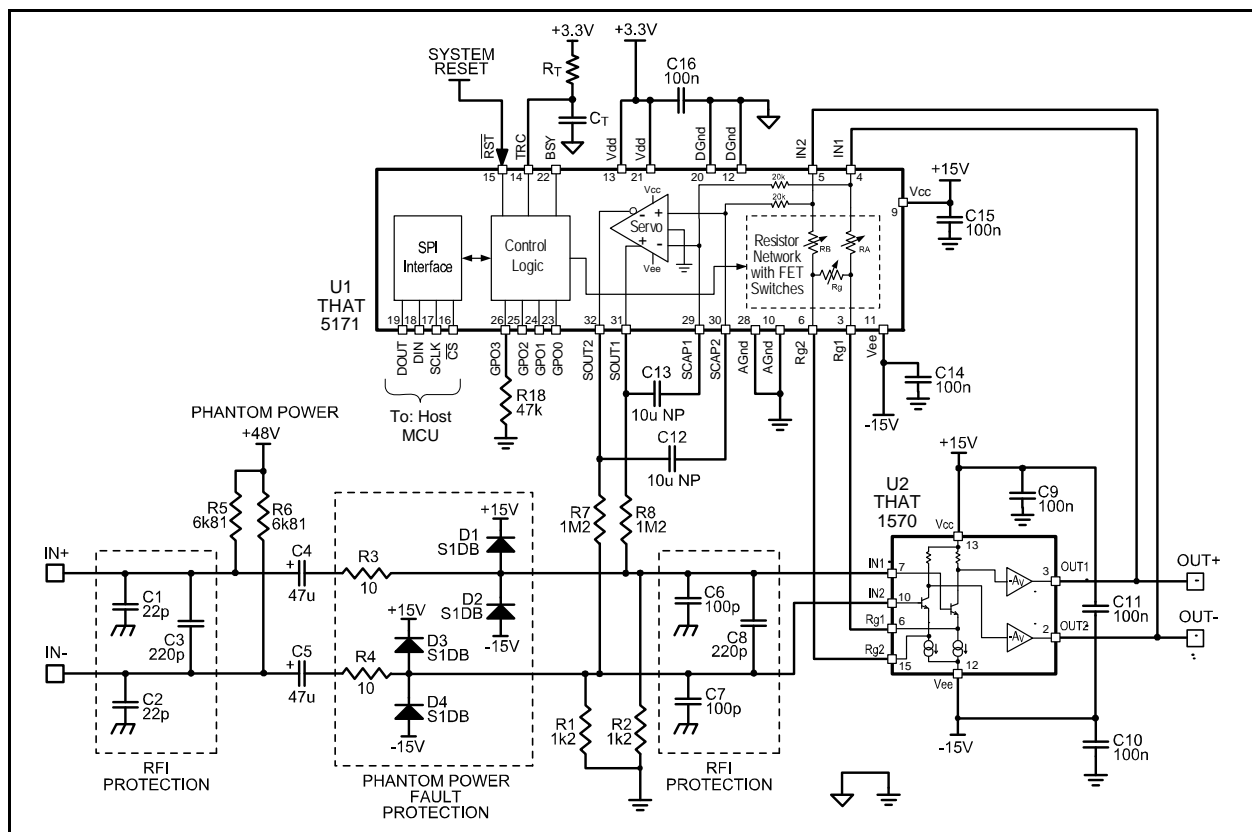 +3.3V
+3.3V
SYSTEM
RESET
RT
CT
C16
100n
RST
TRC
BSY
Vdd
Vdd
DGnd
DGnd
IN2
IN1
15
14
22
13
21
20
12
5
4
+15V
Vcc
9
C15
100n
20k
20k
Vcc
Servo
Vee
+
-
-
+
SPI
Interface
Control
Logic
Resistor
Network
with FET
Switches
RB
RA
Rg
U1
THAT
5171
19
18
17
16
26
25
24
23
32
31
29
30
28
10
6
3
11
DOUT
DIN
SCLK
CS
GPO3
GPO2
GPO1
GPO0
SOUT2
SOUT1
SCAP1
SCAP2
AGnd
AGnd
Rg2
Rg1
Vee
C14
100n
-15V
To: Host
MCU
R18
47k
C13
10u NP
C12
10u NP
PHANTOM POWER
+48V
R5
6k81
R6
6k81
R7
1M2
R8
1M2
+15V
U2
THAT
1570
C9
100n
Vcc
13
IN+
C1
22p
C3
220p
C4
+
47u
R3
10
+15V
D1
S1DB
D2
S1DB
-15V
+15V
D3
S1DB
D4
S1DB
-15V
IN-
C2
22p
C5
+
47u
R4
10
R1
1k2
R2
1k2
C6
100p
C8
220p
C7
100p
IN1
7
IN2
10
Rg1
6
Rg2
15
-AV
-AV
3
OUT1
2
OUT2
12
Vee
-15V
OUT+
OUT-
-
-
C11
100n
C10
100n
RFI
PROTECTION
PHANTOM POWER
FAULT
PROTECTION
RFI
PROTECTION